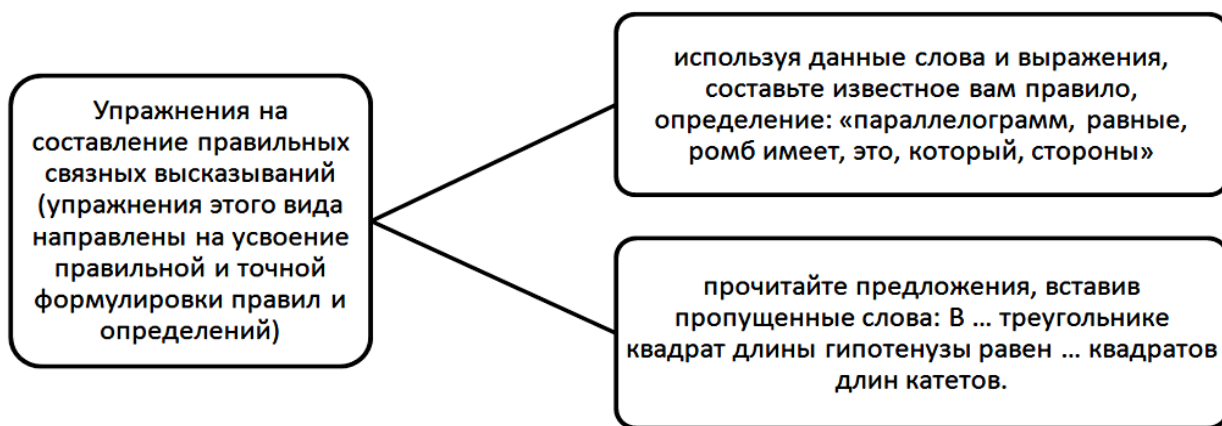 Упражнения на
составление правильных
связных высказываний
(упражнения этого вида
направлены на усвоение
правильной и точной
формулировки правил и
определений)
используя данные слова и выражения,
составьте известное вам правило,
определение: «параллелограмм, равные,
ромб имеет, это, который, стороны»
прочитайте предложения, вставив
пропущенные слова: В ... треугольнике
квадрат длины гипотенузы равен ... квадратов
длин катетов.